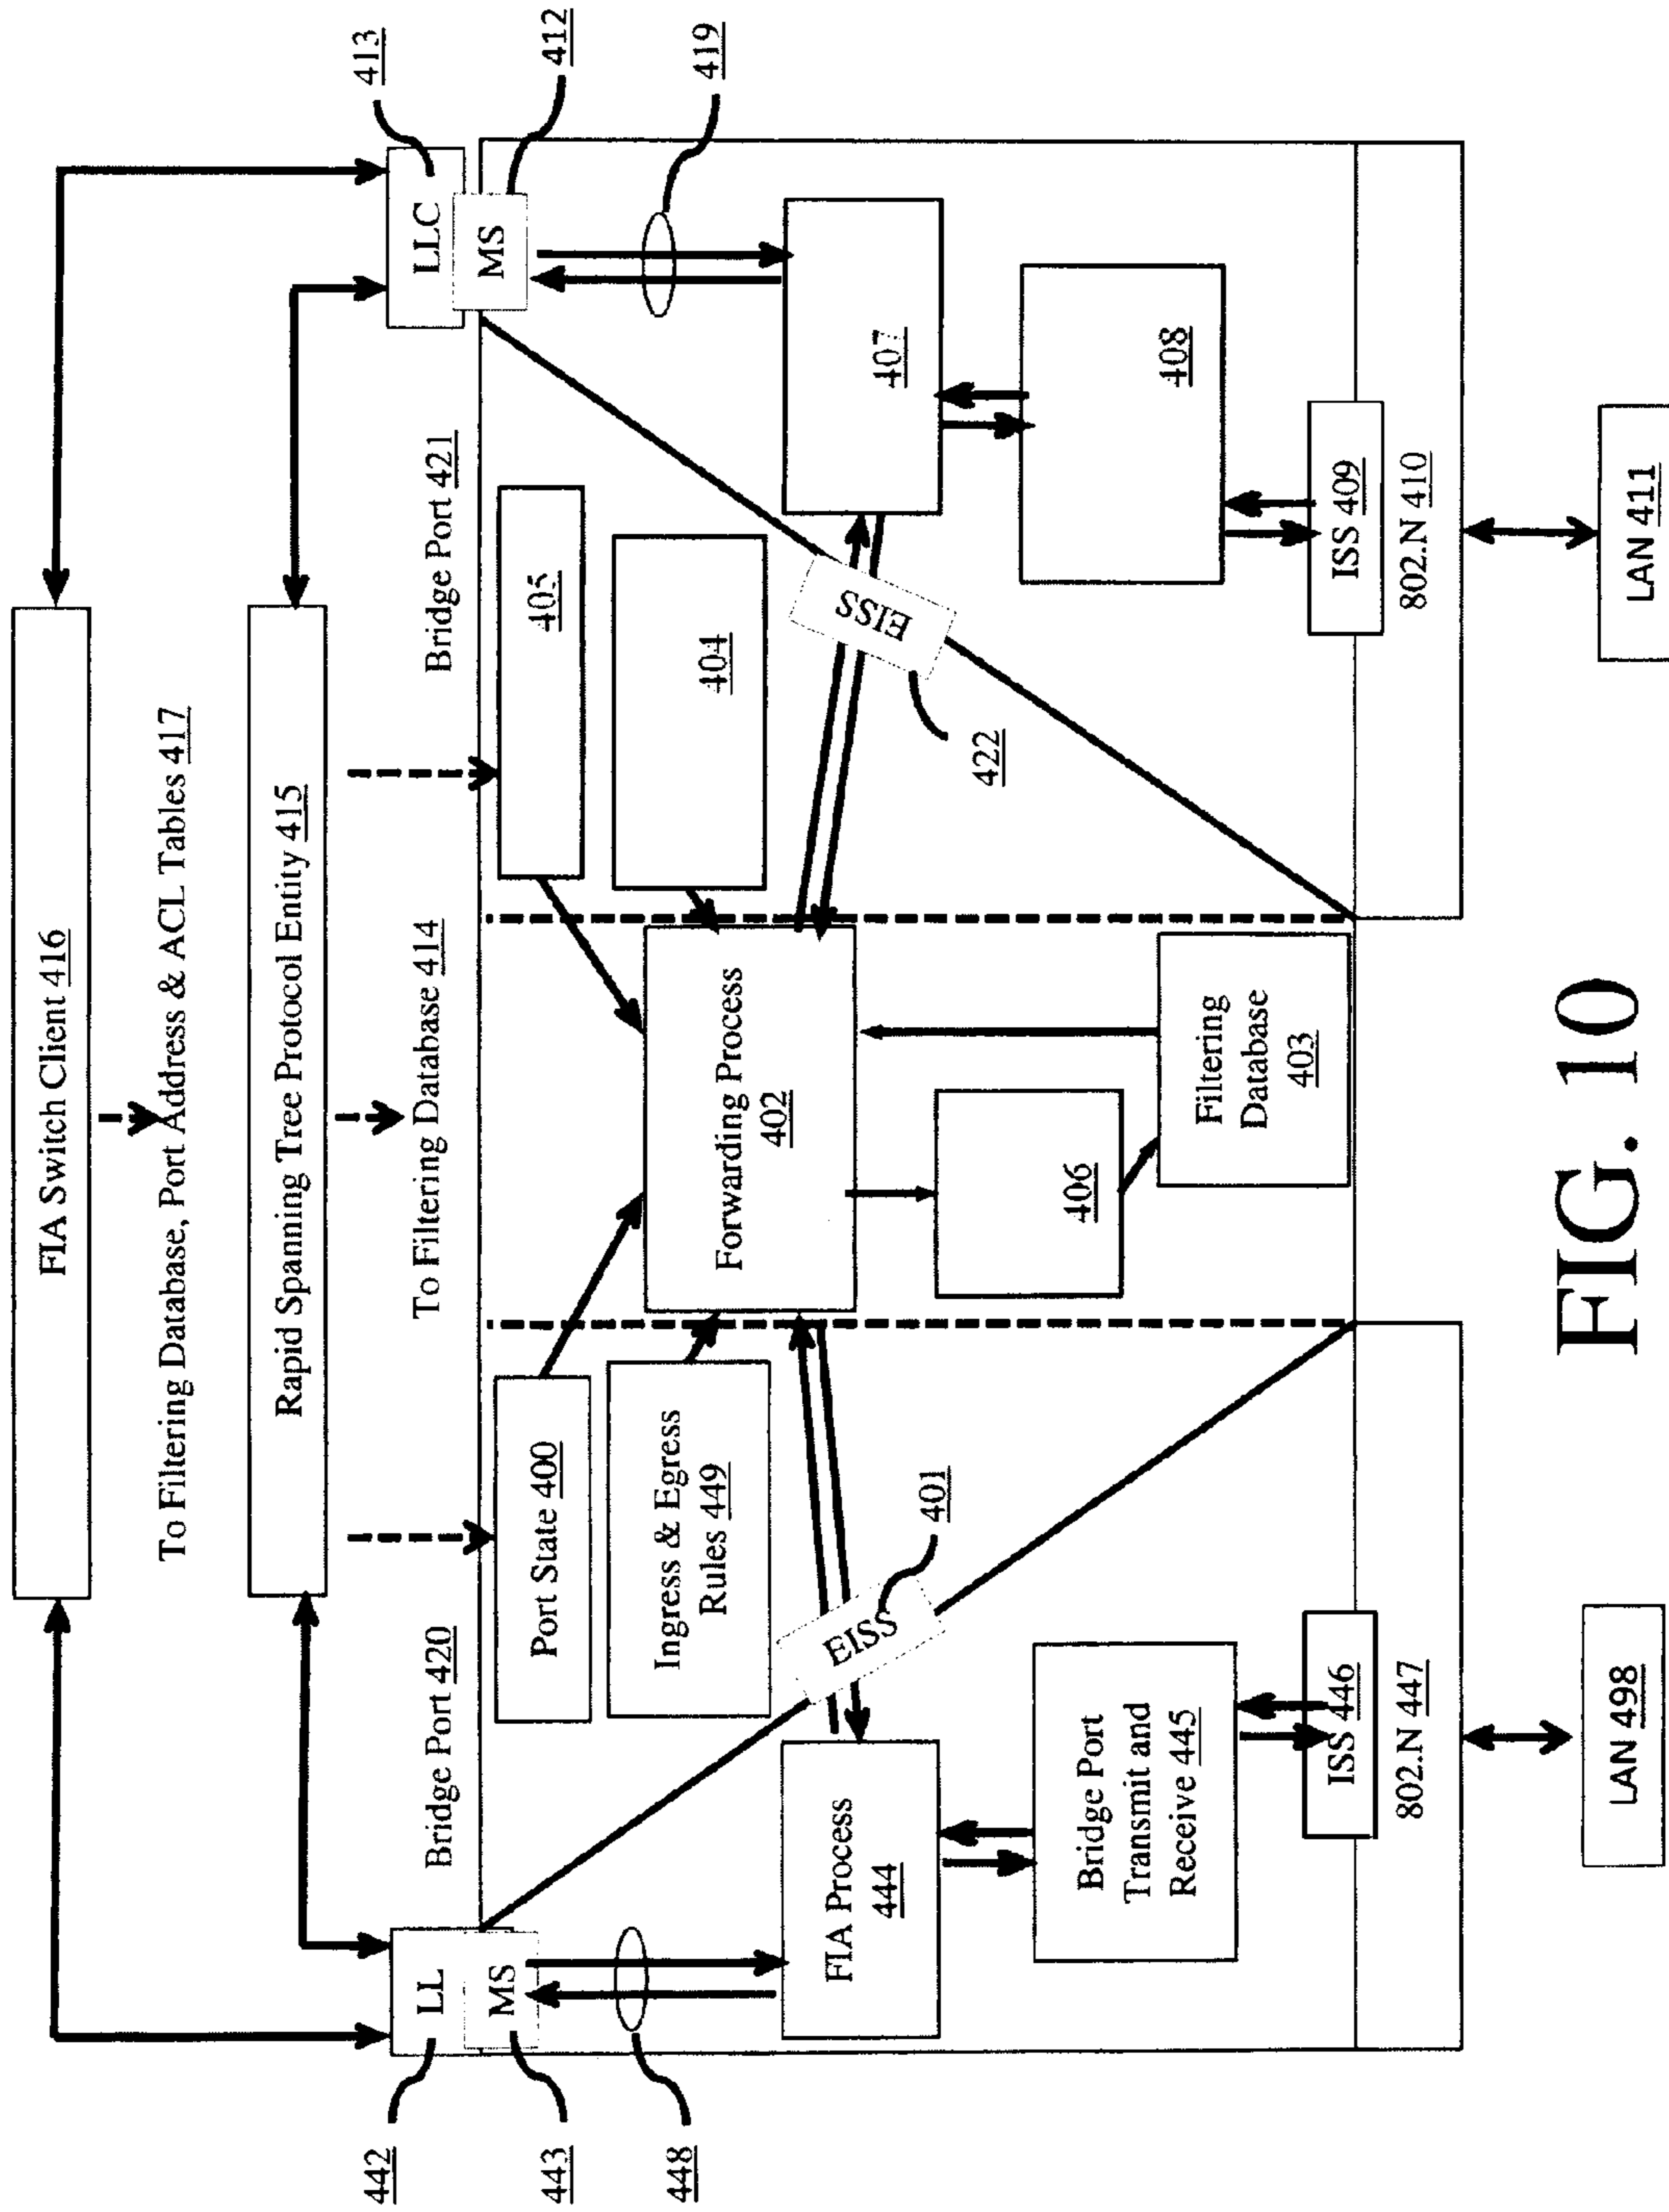 FIA Switch Client 416
To Filtering Database, Port Address & ACL Tables 417
Rapid Spanning Tree Protocol Entity 415
To Filtering Database 414
Bridge Port 420
Bridge Port 421
442
LL
443
MS
448
LLC
413
MS
412
419
Port State 400
405
Ingress & Egress
Rules 449
404
Forwarding Process
402
EISS
401
EISS
422
FIA Process
444
407
406
Bridge Port
Transmit and
Receive 445
408
Filtering
Database
403
ISS 446
802.N 447
ISS 409
802.N 410
LAN 498
LAN 411
FIG. 10